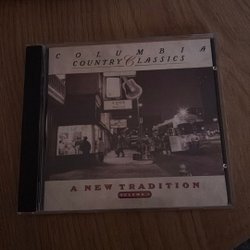 COLUMBIA
COUNTRY CLASSICS
A NEW TRADITION